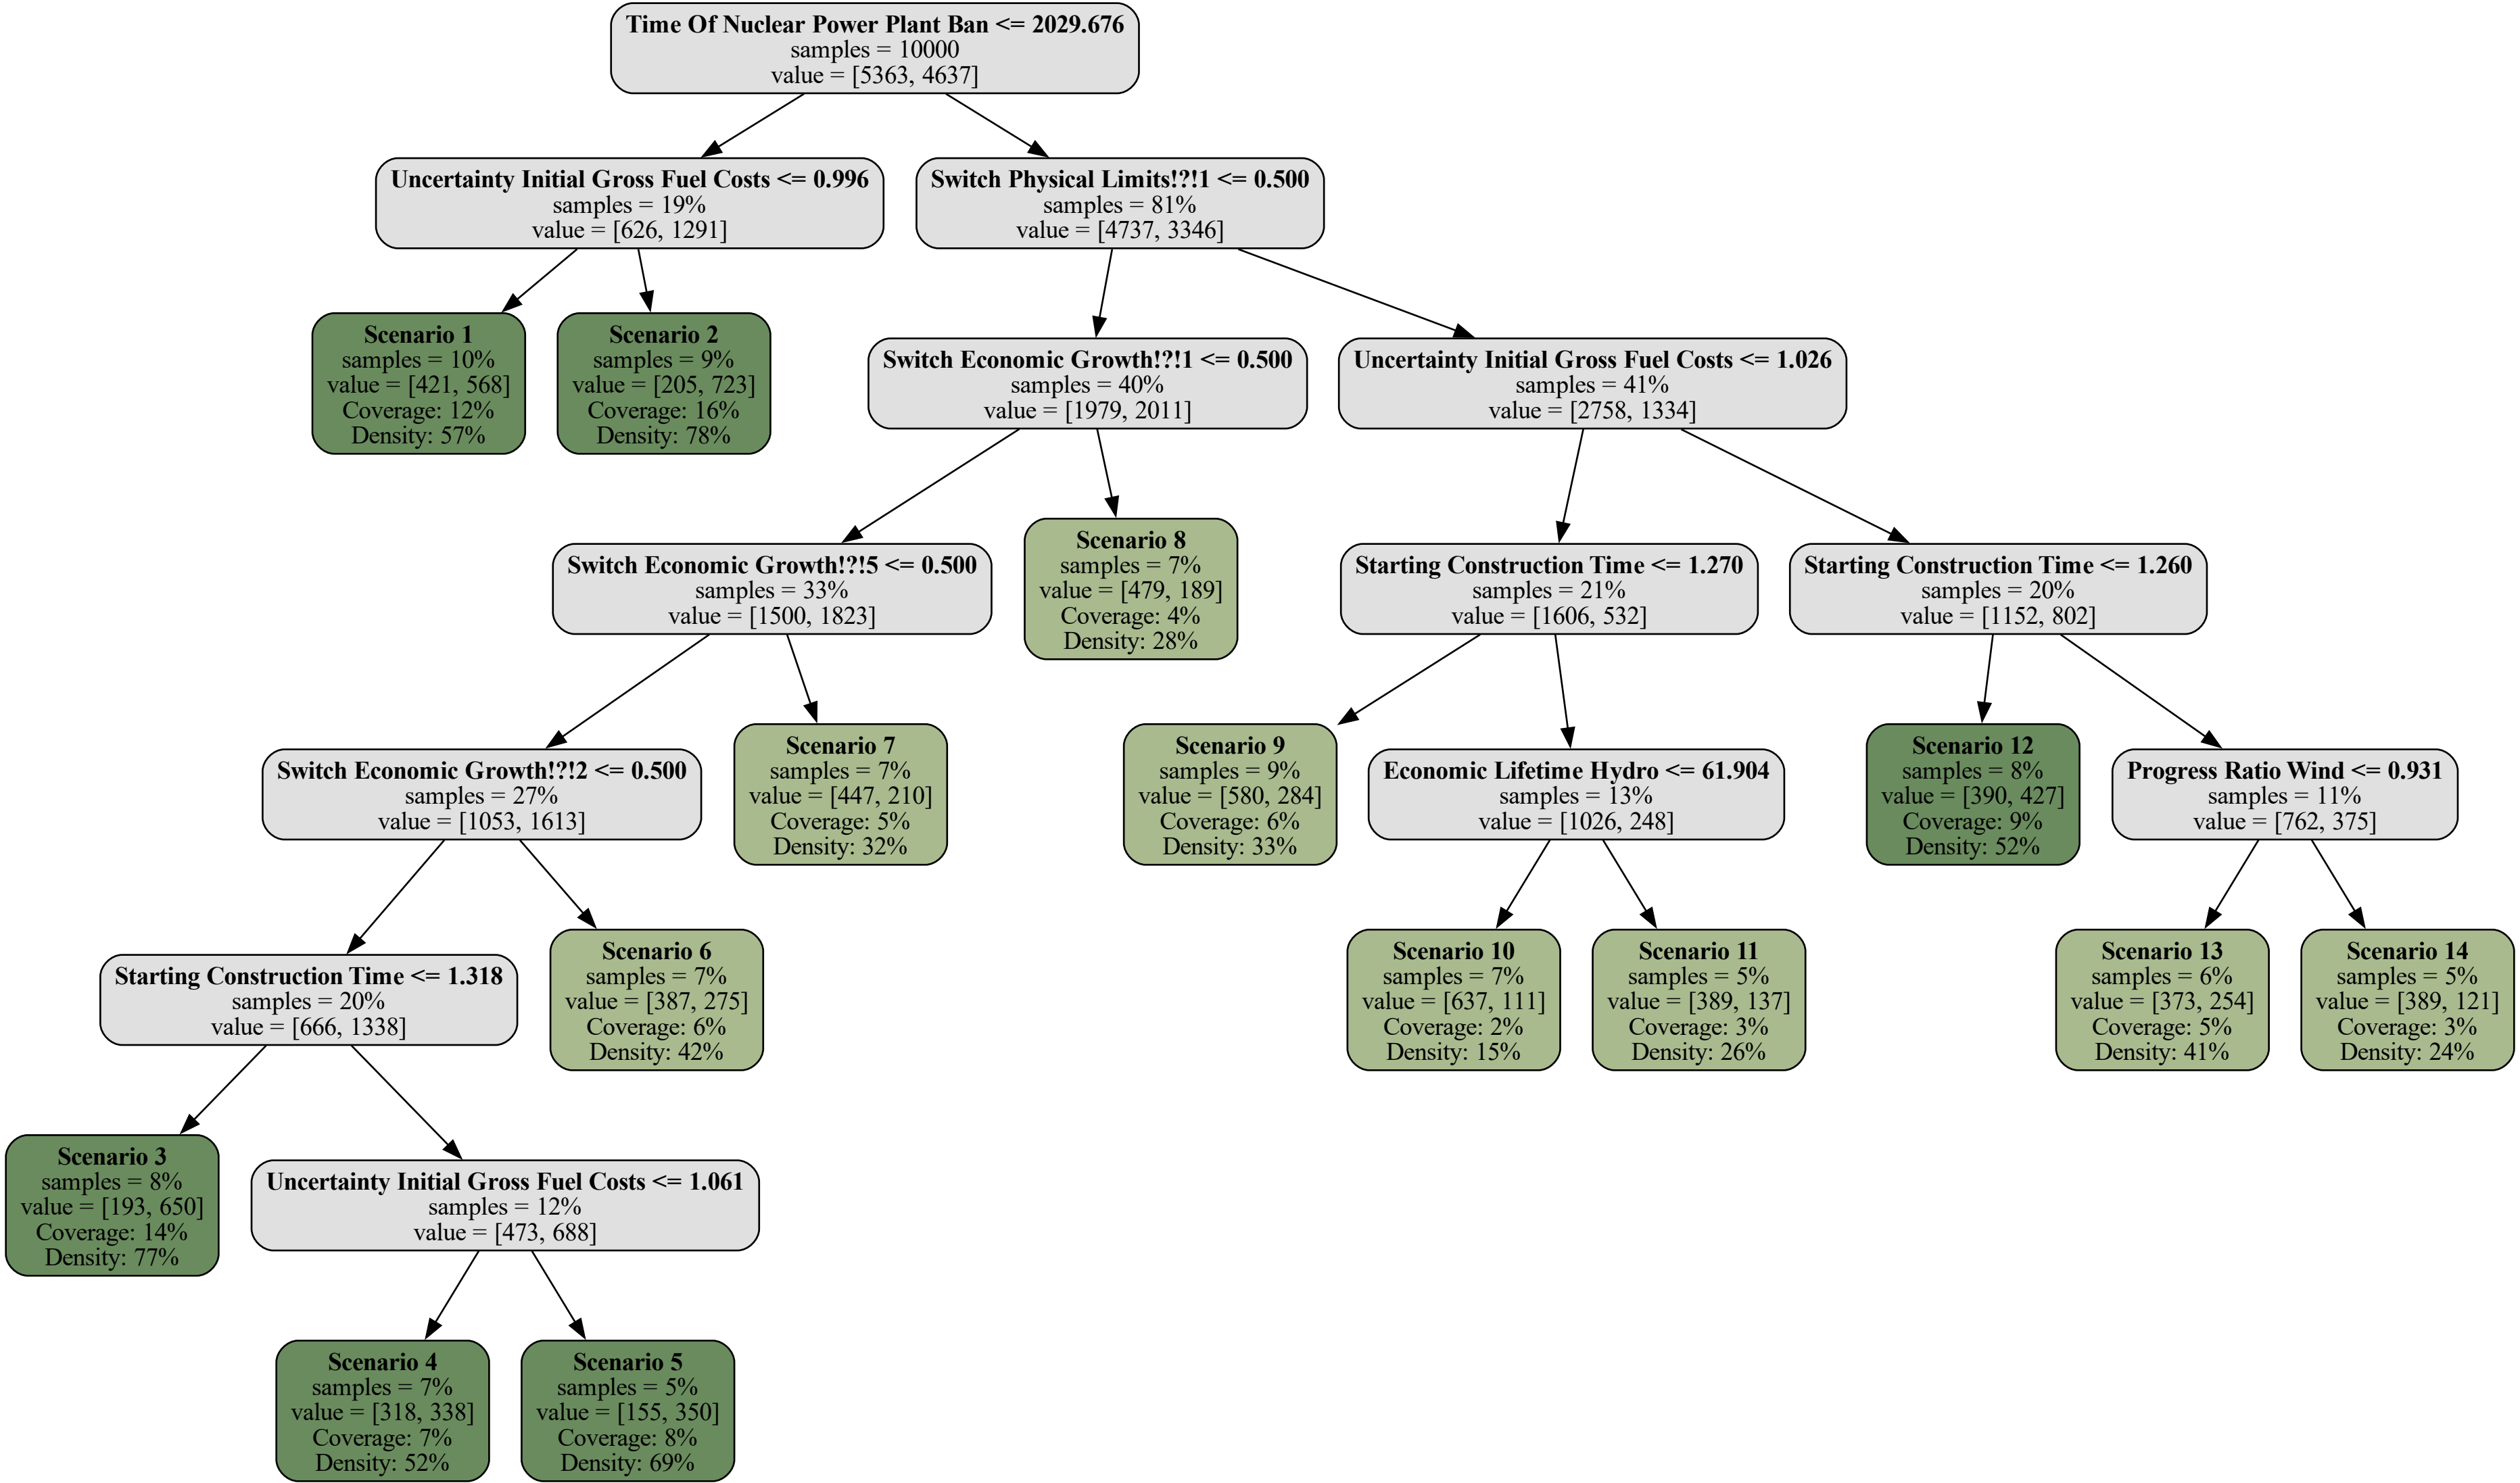 Time Of Nuclear Power Plant Ban <= 2029.676
samples = 10000
value = [5363, 4637]
Uncertainty Initial Gross Fuel Costs <= 0.996
samples = 19%
value = [626, 1291]
Switch Physical Limits!?!1 <= 0.500
samples = 81%
value = [4737, 3346]
Scenario 1
samples = 10%
value = [421, 568]
Coverage: 12%
Density: 57%
Scenario 2
samples = 9%
value = [205, 723]
Coverage: 16%
Density: 78%
Switch Economic Growth!?!1 <= 0.500
samples = 40%
value = [1979, 2011]
Uncertainty Initial Gross Fuel Costs <= 1.026
samples = 41%
value = [2758, 1334]
Switch Economic Growth!?!5 <= 0.500
samples = 33%
value = [1500, 1823]
Scenario 8
samples = 7%
value = [479, 189]
Coverage: 4%
Density: 28%
Starting Construction Time <= 1.270
samples = 21%
value = [1606, 532]
Starting Construction Time <= 1.260
samples = 20%
value = [1152, 802]
Switch Economic Growth!?!2 <= 0.500
samples = 27%
value = [1053, 1613]
Scenario 7
samples = 7%
value = [447, 210]
Coverage: 5%
Density: 32%
Scenario 9
samples = 9%
value = [580, 284]
Coverage: 6%
Density: 33%
Economic Lifetime Hydro <= 61.904
samples = 13%
value = [1026, 248]
Scenario 12
samples = 8%
value = [390, 427]
Coverage: 9%
Density: 52%
Progress Ratio Wind <= 0.931
samples = 11%
value = [762, 375]
Starting Construction Time <= 1.318
samples = 20%
value = [666, 1338]
Scenario 6
samples = 7%
value = [387, 275]
Coverage: 6%
Density: 42%
Scenario 10
samples = 7%
value = [637, 111]
Coverage: 2%
Density: 15%
Scenario 11
samples = 5%
value = [389, 137]
Coverage: 3%
Density: 26%
Scenario 13
samples = 6%
value = [373, 254]
Coverage: 5%
Density: 41%
Scenario 14
samples = 5%
value = [389, 121]
Coverage: 3%
Density: 24%
Scenario 3
samples = 8%
value = [193, 650]
Coverage: 14%
Density: 77%
Uncertainty Initial Gross Fuel Costs <= 1.061
samples = 12%
value = [473, 688]
Scenario 4
samples = 7%
value = [318, 338]
Coverage: 7%
Density: 52%
Scenario 5
samples = 5%
value = [155, 350]
Coverage: 8%
Density: 69%